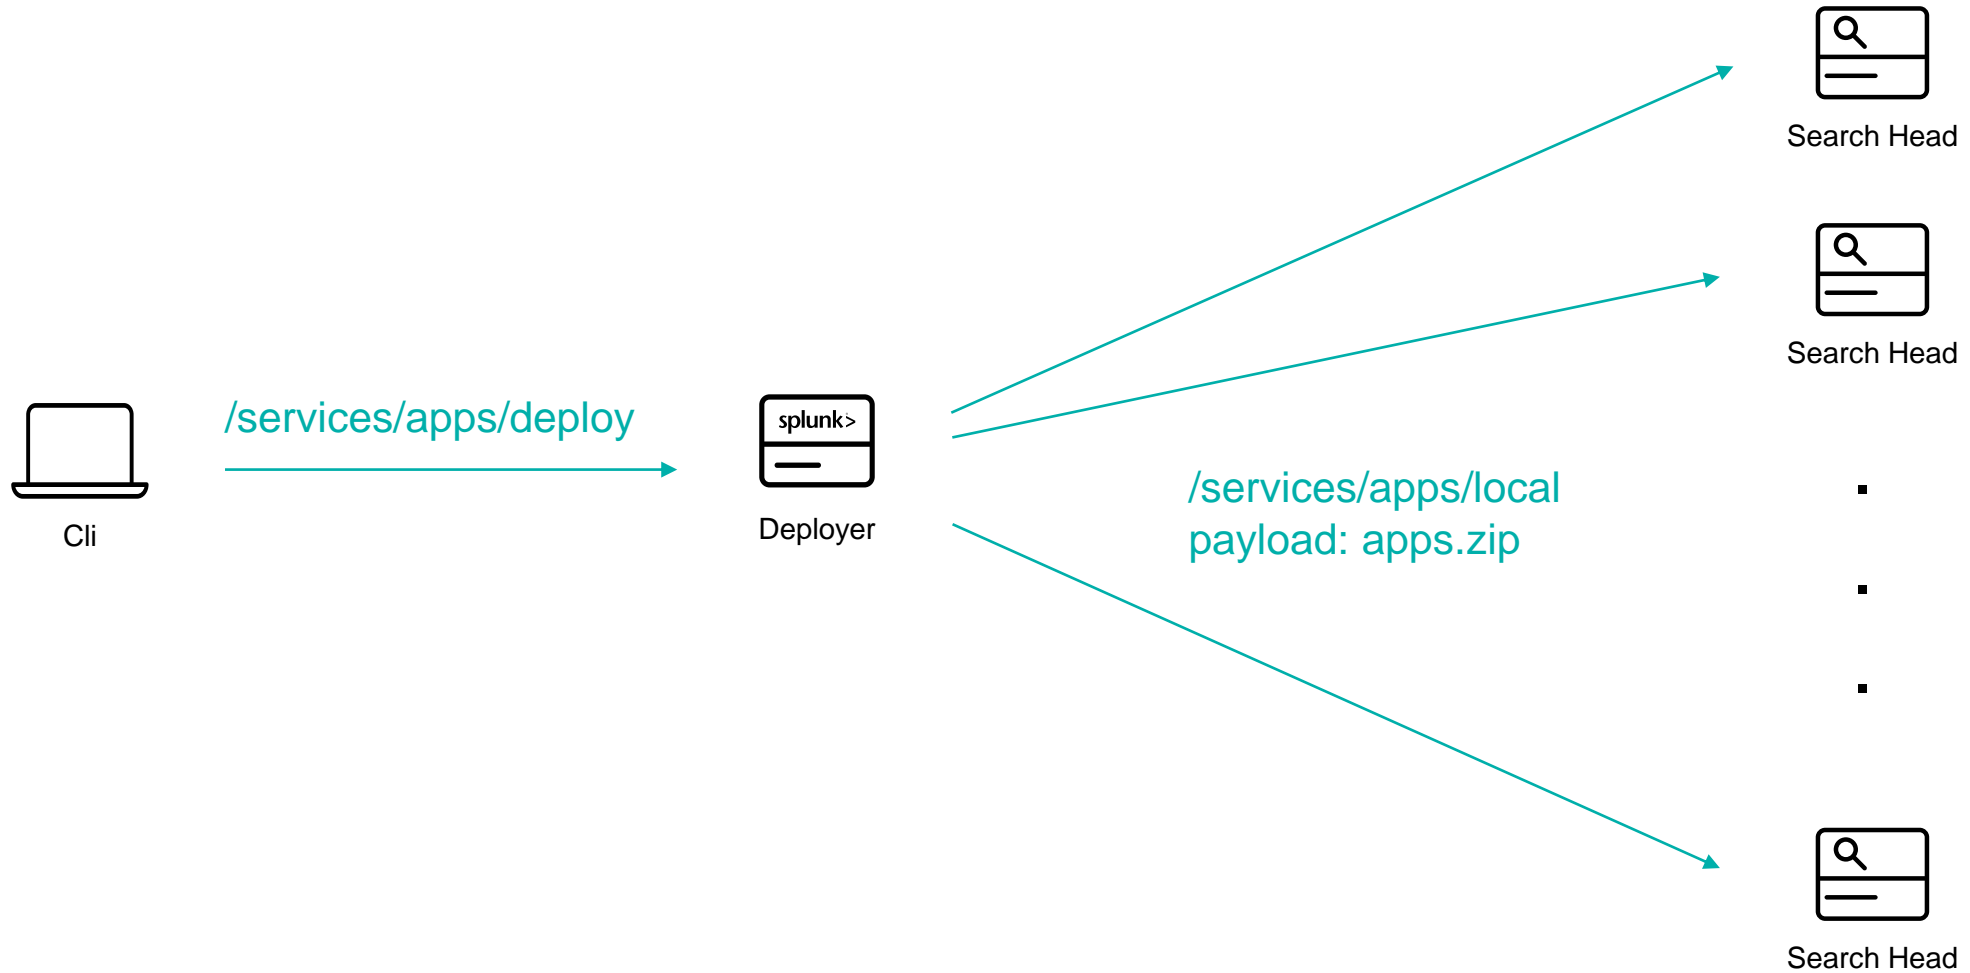 Search Head
Search Head
/services/apps/deploy
splunk>
Cli
Deployer
/services/apps/local
payload: apps.zip
Search Head